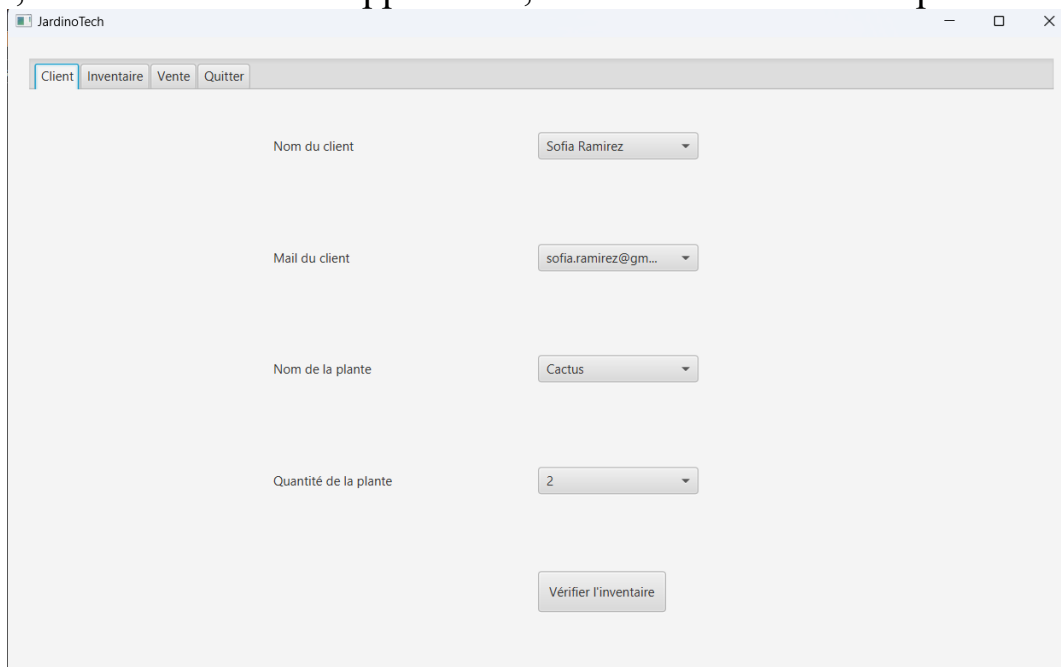 JardinoTech
Client Inventaire Vente Quitter
Nom du client Sofia Ramirez
Mail du client sofia.ramirez@gm...
Nom de la plante Cactus
Quantité de la plante 2
Vérifier l'inventaire